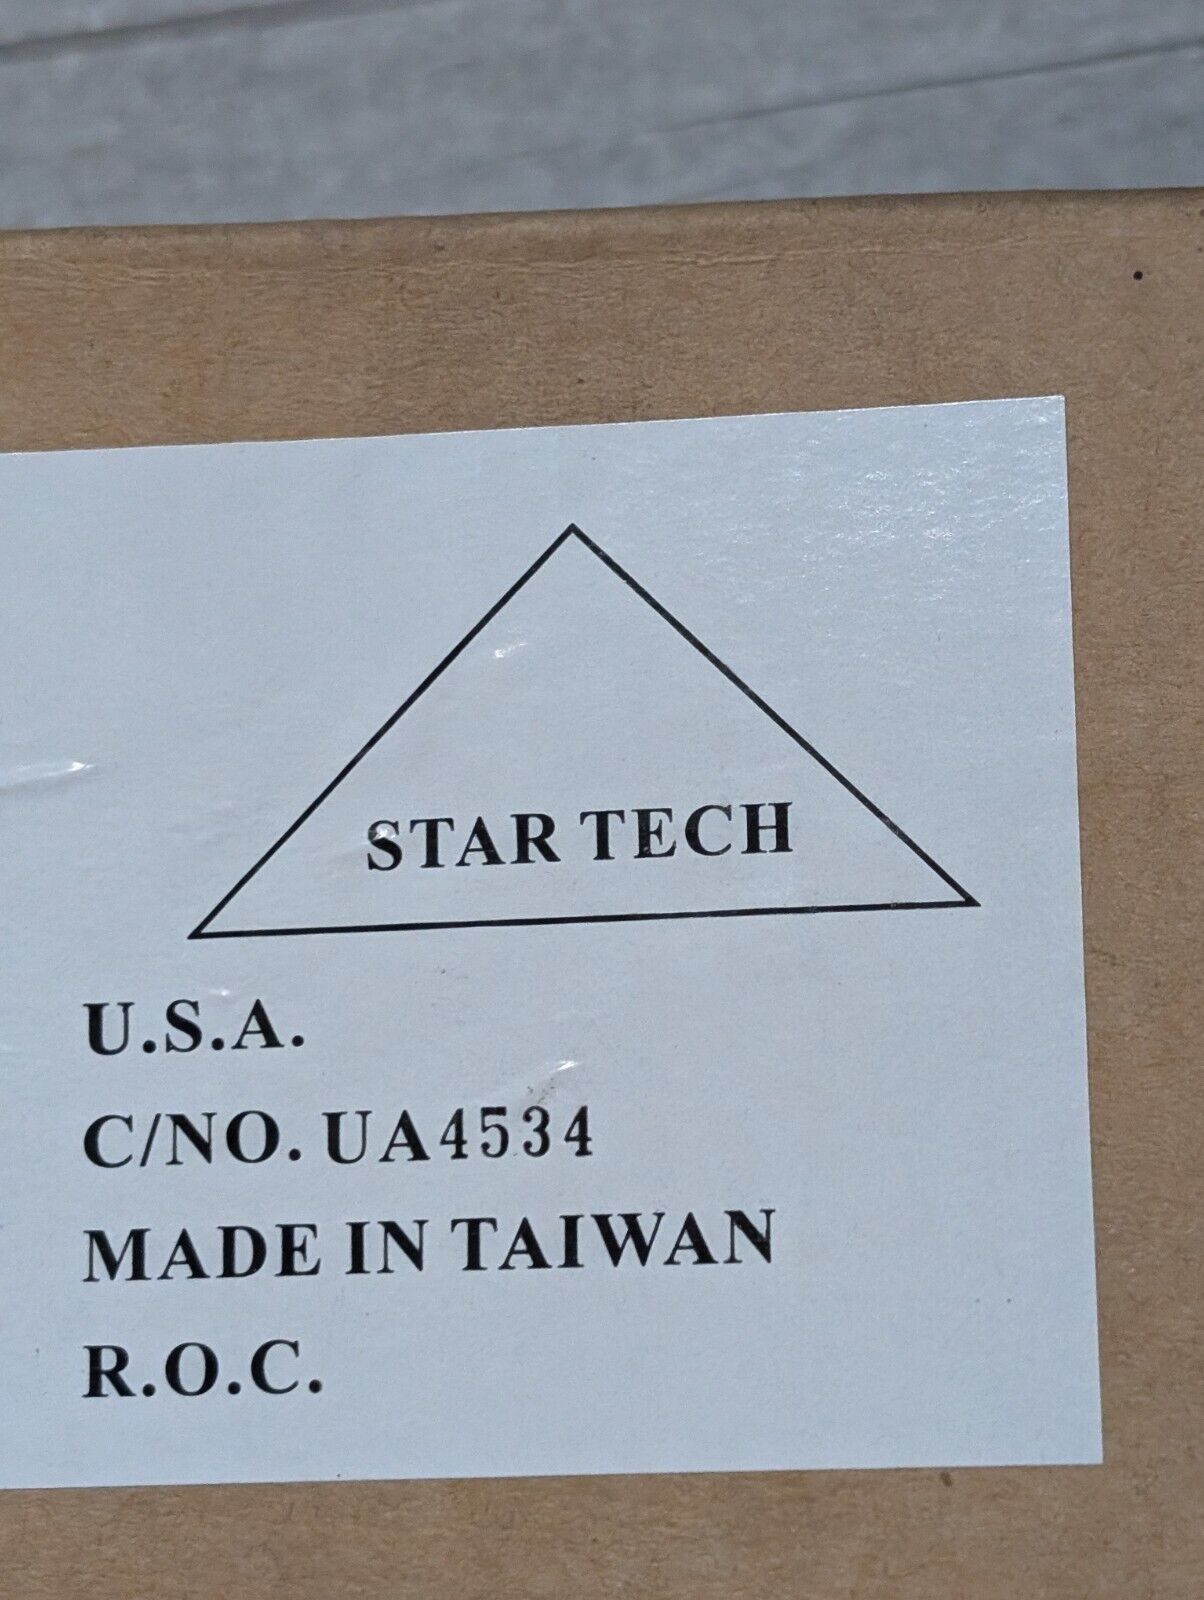 STAR TECH
U.S.A.
C/NO. UA4534
MADE IN TAIWAN
R.O.C.